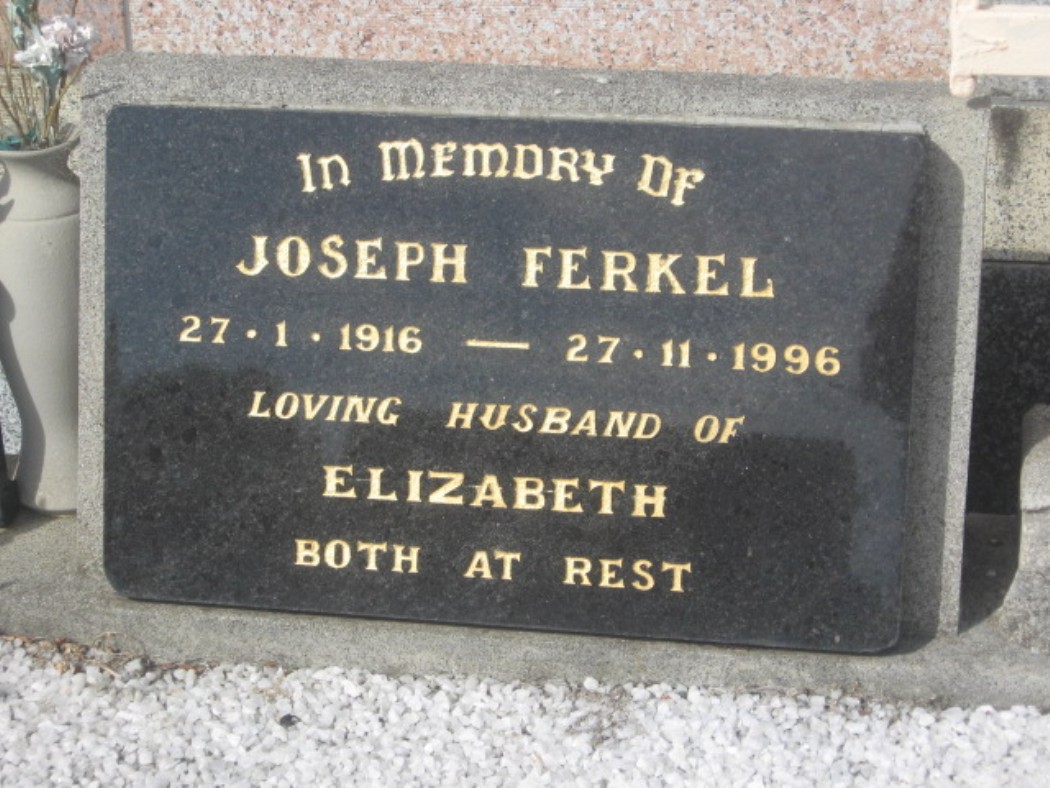 In MEMORY OF
JOSEPH FERKEL
27·1·1916 — 27·11·1996
LOVING HUSBAND OF
ELIZABETH
BOTH AT REST